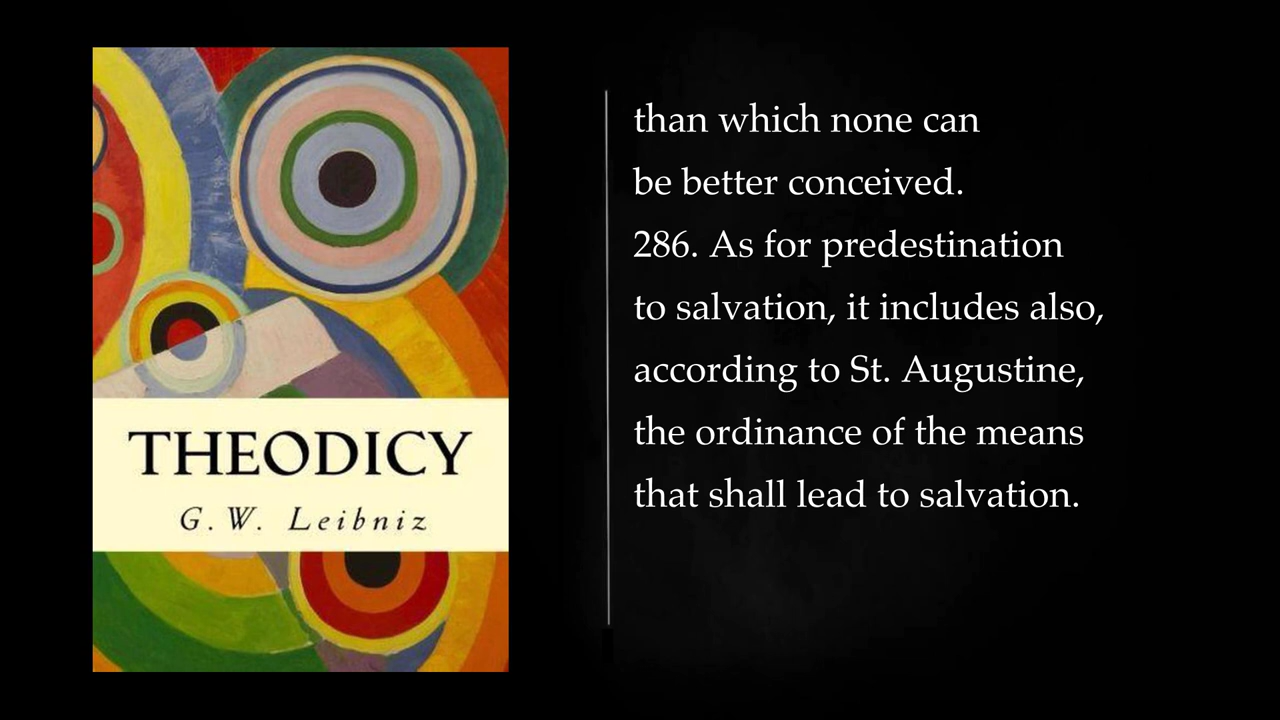 THEODICY
G. W. Leibniz
than which none can
be better conceived.
286. As for predestination
to salvation, it includes also,
according to St. Augustine,
the ordinance of the means
that shall lead to salvation.